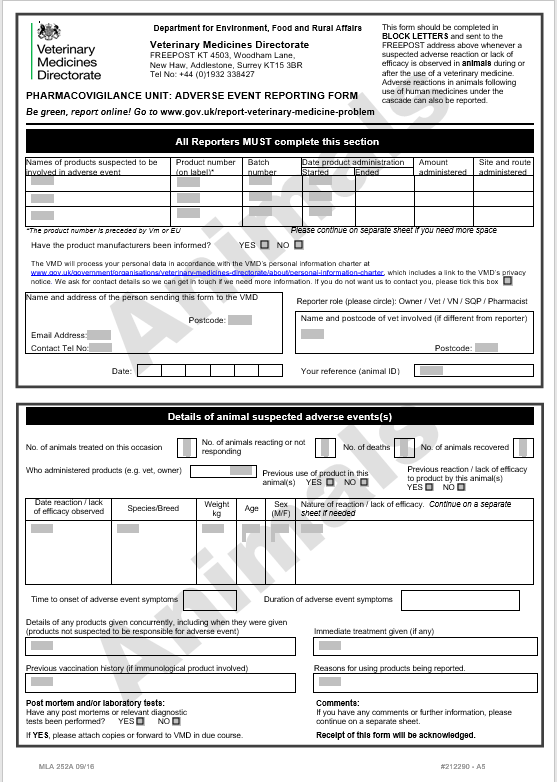 Department for Environment, Food and Rural Affairs
Veterinary
Medicines
Directorate
Veterinary Medicines Directorate
FREEPOST KT 4503, Woodham Lane,
New Haw, Addlestone, Surrey KT15 3BR
Tel No: +44 (0)1932 338427
This form should be completed in
BLOCK LETTERS and sent to the
FREEPOST address above whenever a
suspected adverse reaction or lack of
efficacy is observed in animals during or
after the use of a veterinary medicine.
Adverse reactions in animals following
use of human medicines under the
cascade can also be reported.
PHARMACOVIGILANCE UNIT: ADVERSE EVENT REPORTING FORM
Be green, report online! Go to www.gov.uk/report-veterinary-medicine-problem
All Reporters MUST complete this section
Names of products suspected to be
involved in adverse event
Product number
(on label)*
Batch
number
Date product administration
Started Ended
Amount
administered
Site and route
administered
*The product number is preceded by Vm or EU
Please continue on separate sheet if you need more space
Have the product manufacturers been informed? YES NO
The VMD will process your personal data in accordance with the VMD's personal information charter at
www.gov.uk/government/organisations/veterinary-medicines-directorate/about/personal-information-charter, which includes a link to the VMD's privacy
notice. We ask for contact details so we can get in touch if we need more information. If you do not want us to contact you, please tick this box
Name and address of the person sending this form to the VMD
Postcode:
Email Address:
Contact Tel No:
Reporter role (please circle): Owner / Vet / VN / SQP / Pharmacist
Name and postcode of vet involved (if different from reporter)
Postcode:
Date:
Your reference (animal ID)
Animals
Details of animal suspected adverse events(s)
No. of animals treated on this occasion
No. of animals reacting or not
responding
No. of deaths
No. of animals recovered
Who administered products (e.g. vet, owner)
Previous use of product in this
animal(s) YES NO
Previous reaction / lack of efficacy
to product by this animal(s)
YES NO
Date reaction / lack
of efficacy observed
Species/Breed
Weight
kg
Age
Sex
(M/F)
Nature of reaction / lack of efficacy. Continue on a separate
sheet if needed
Time to onset of adverse event symptoms
Duration of adverse event symptoms
Details of any products given concurrently, including when they were given
(products not suspected to be responsible for adverse event)
Immediate treatment given (if any)
Previous vaccination history (if immunological product involved)
Reasons for using products being reported.
Post mortem and/or laboratory tests:
Have any post mortems or relevant diagnostic
tests been performed? YES NO
If YES, please attach copies or forward to VMD in due course.
Comments:
If you have any comments or further information, please
continue on a separate sheet.
Receipt of this form will be acknowledged.
Animals
MLA 252A 09/16
#212290 - A5